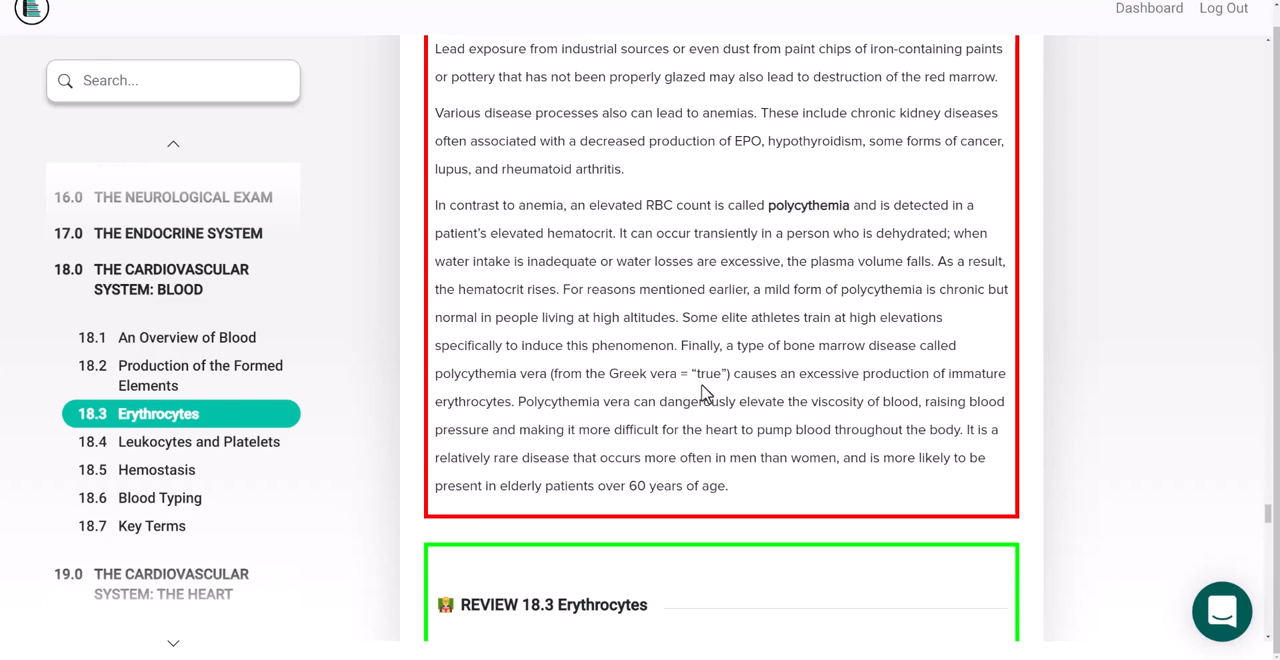 Dashboard Log Out
Search...
16.0 THE NEUROLOGICAL EXAM
17.0 THE ENDOCRINE SYSTEM
18.0 THE CARDIOVASCULAR
SYSTEM: BLOOD
18.1 An Overview of Blood
18.2 Production of the Formed
Elements
18.3 Erythrocytes
18.4 Leukocytes and Platelets
18.5 Hemostasis
18.6 Blood Typing
18.7 Key Terms
19.0 THE CARDIOVASCULAR
SYSTEM: THE HEART
Lead exposure from industrial sources or even dust from paint chips of iron-containing paints
or pottery that has not been properly glazed may also lead to destruction of the red marrow.
Various disease processes also can lead to anemias. These include chronic kidney diseases
often associated with a decreased production of EPO, hypothyroidism, some forms of cancer,
lupus, and rheumatoid arthritis.
In contrast to anemia, an elevated RBC count is called polycythemia and is detected in a
patient’s elevated hematocrit. It can occur transiently in a person who is dehydrated; when
water intake is inadequate or water losses are excessive, the plasma volume falls. As a result,
the hematocrit rises. For reasons mentioned earlier, a mild form of polycythemia is chronic but
normal in people living at high altitudes. Some elite athletes train at high elevations
specifically to induce this phenomenon. Finally, a type of bone marrow disease called
polycythemia vera (from the Greek vera = “true”) causes an excessive production of immature
erythrocytes. Polycythemia vera can dangerously elevate the viscosity of blood, raising blood
pressure and making it more difficult for the heart to pump blood throughout the body. It is a
relatively rare disease that occurs more often in men than women, and is more likely to be
present in elderly patients over 60 years of age.
REVIEW 18.3 Erythrocytes